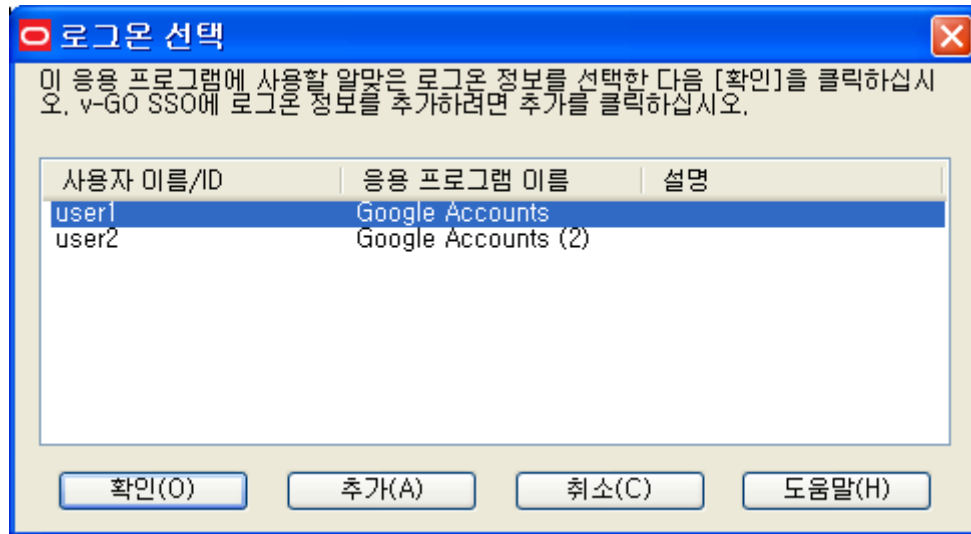 로그온 선택
이 응용 프로그램에 사용할 알맞은 로그온 정보를 선택한 다음 [확인]을 클릭하십시
오. v-GO SSO에 로그온 정보를 추가하려면 추가를 클릭하십시오.
사용자 이름/ID 응용 프로그램 이름 설명
user1 Google Accounts
user2 Google Accounts (2)
확인(O) 추가(A) 취소(C) 도움말(H)